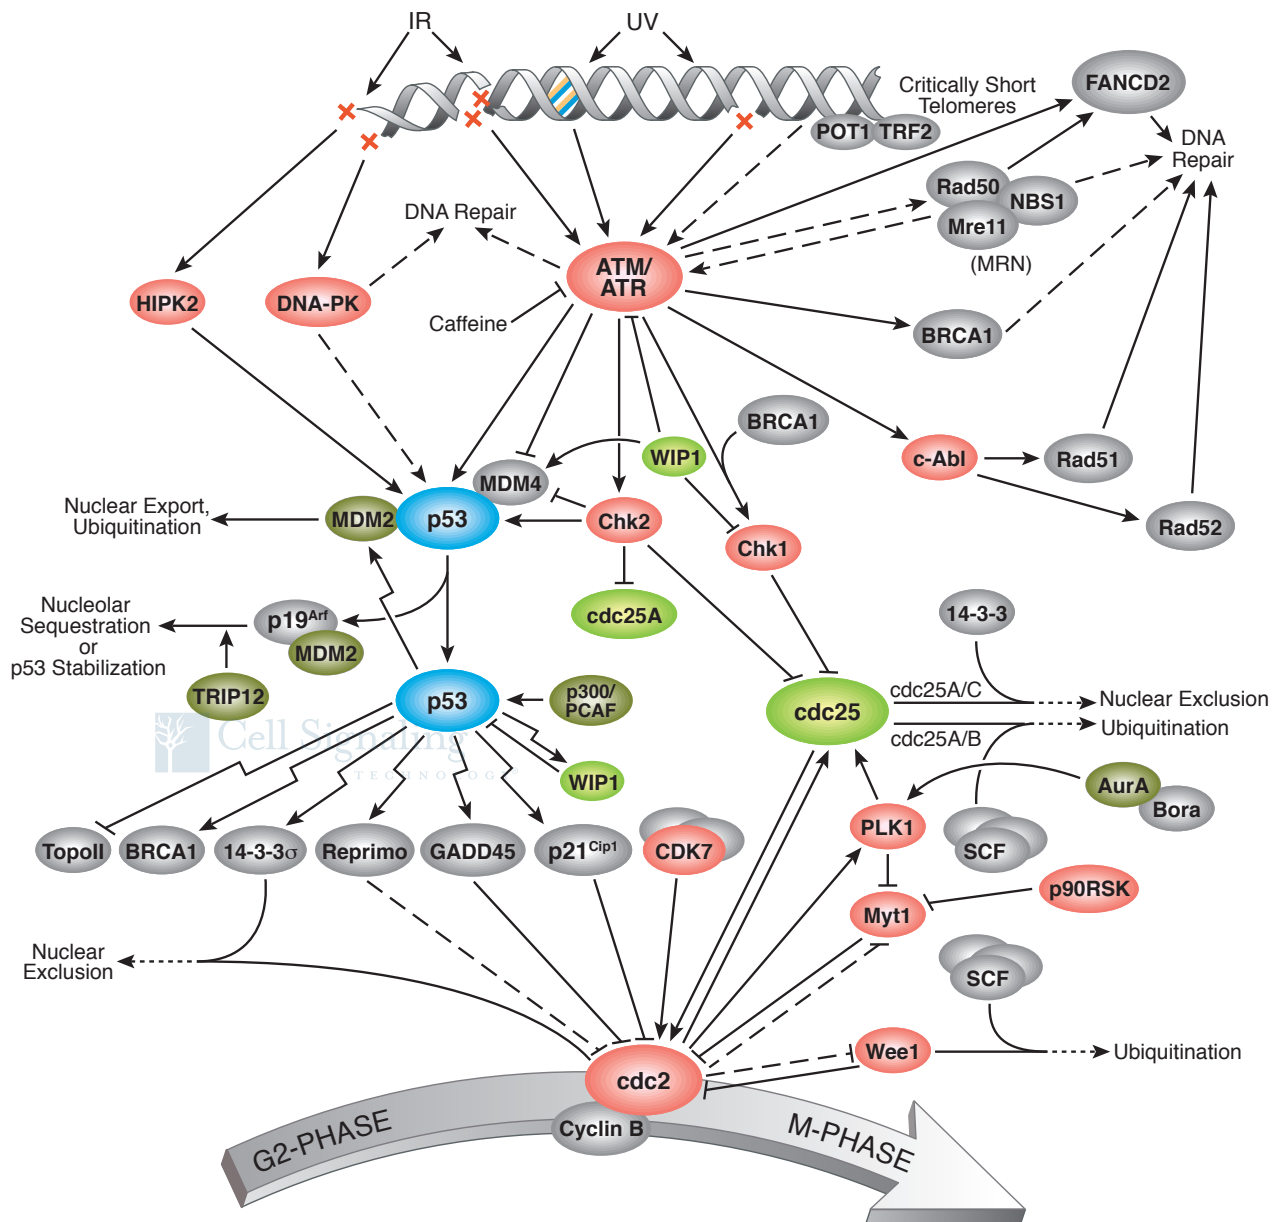 IR
UV
Critically Short
Telomeres
FANCD2
POT1
TRF2
DNA
Repair
Rad50
NBS1
Mre11
(MRN)
DNA Repair
ATM/
ATR
HIPK2
DNA-PK
Caffeine
BRCA1
BRCA1
WIP1
c-Abl
Rad51
MDM4
Nuclear Export,
Ubiquitination
MDM2
p53
Chk2
Chk1
Rad52
cdc25A
14-3-3
Nucleolar
Sequestration
or
p53 Stabilization
p19Arf
MDM2
TRIP12
p53
p300/
PCAF
cdc25
cdc25A/C
Nuclear Exclusion
cdc25A/B
Ubiquitination
Cell Signaling
TECHNOLOGY
WIP1
AurA
Bora
PLK1
TopoII
BRCA1
14-3-3σ
Reprimo
GADD45
p21Cip1
CDK7
SCF
p90RSK
Myt1
Nuclear
Exclusion
SCF
Wee1
Ubiquitination
cdc2
Cyclin B
G2-PHASE
M-PHASE